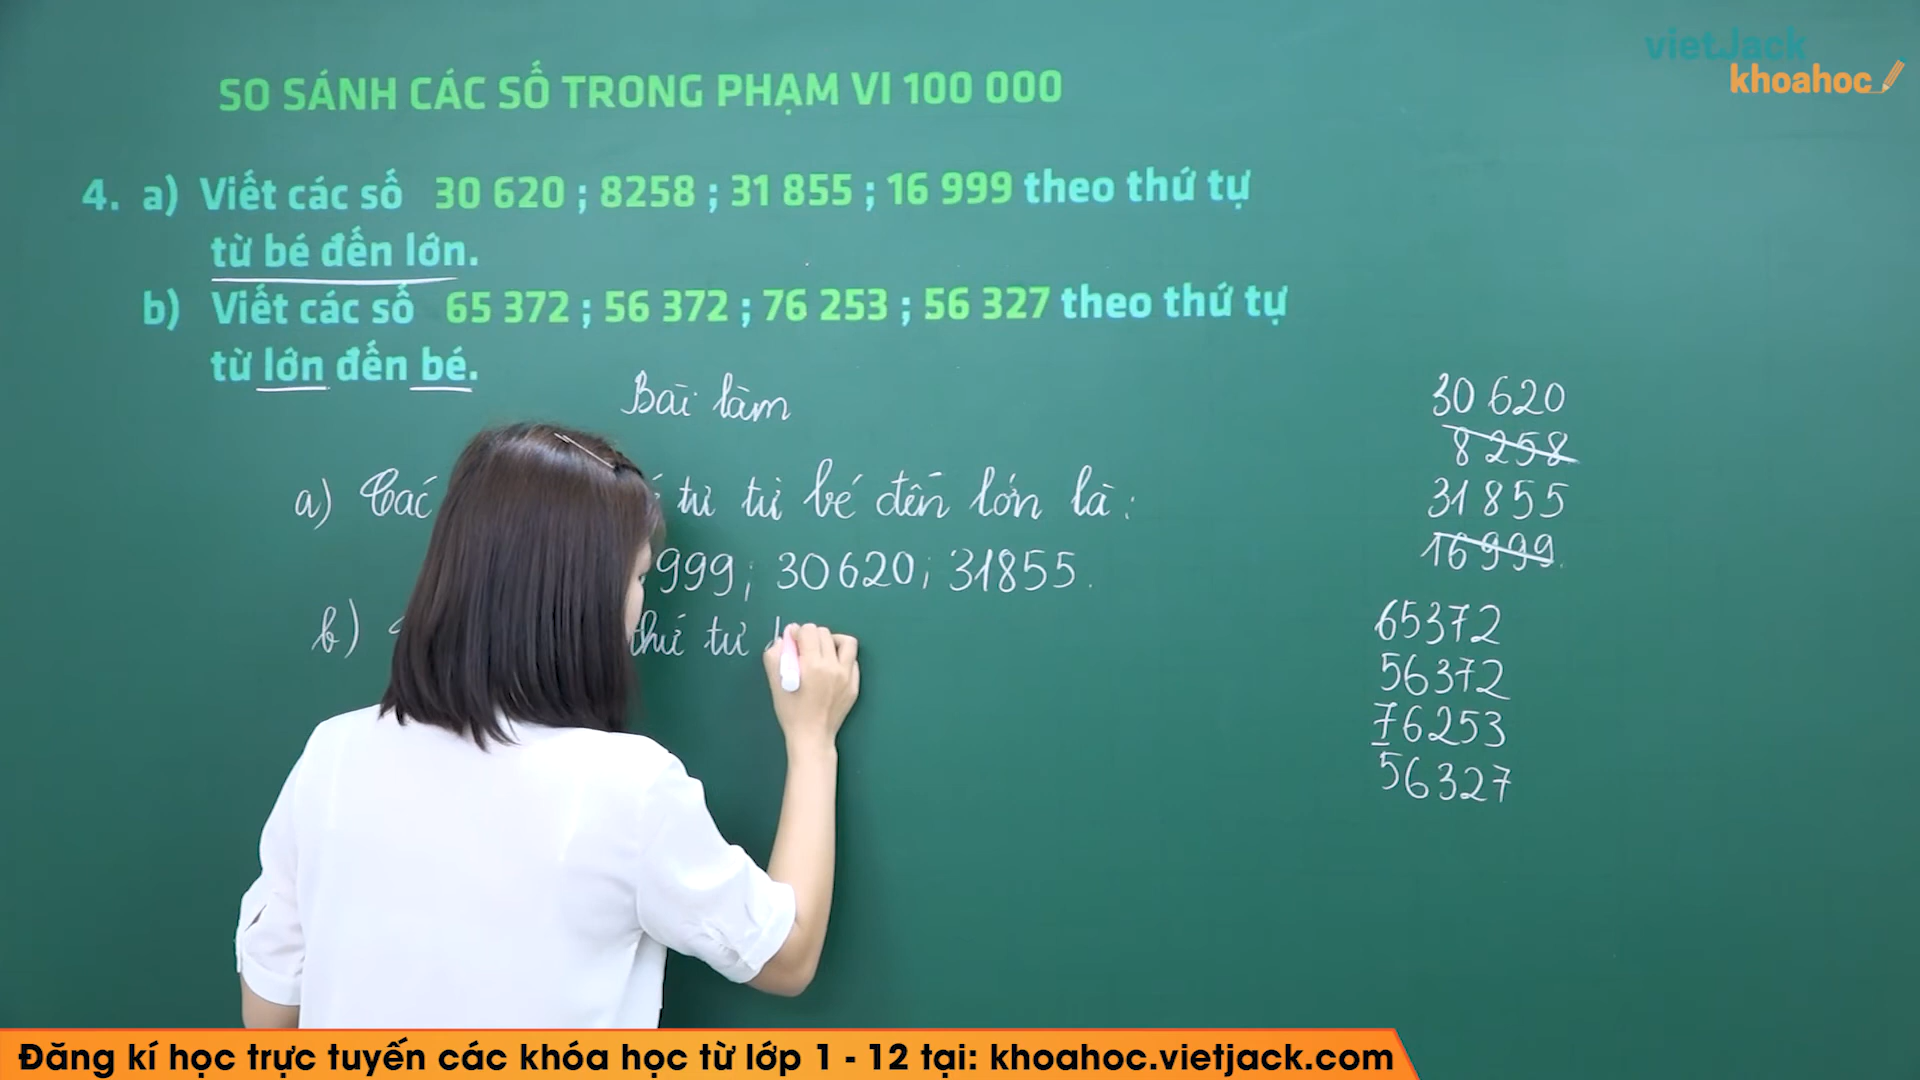 vietJack
khoahoc
SO SÁNH CÁC SỐ TRONG PHẠM VI 100 000
4. a) Viết các số 30 620 ; 8258 ; 31 855 ; 16 999 theo thứ tự
từ bé đến lớn.
b) Viết các số 65 372 ; 56 372 ; 76 253 ; 56 327 theo thứ tự
từ lớn đến bé.
Bài làm
a) Các tự từ bé đến lớn là:
999; 30620; 31855.
b) thứ tự
30 620
8 258
31 855
16 999
65372
56372
76253
56327
Đăng kí học trực tuyến các khóa học từ lớp 1 - 12 tại: khoahoc.vietjack.com